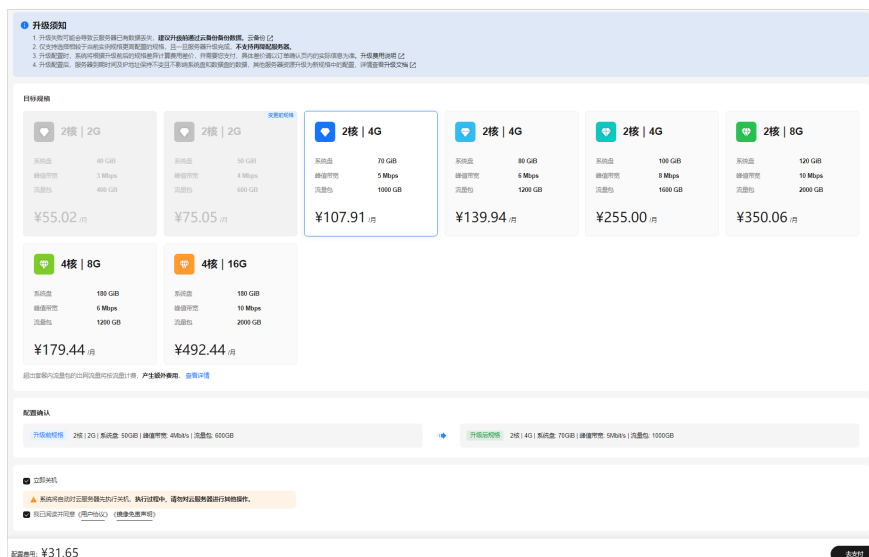 升级须知
1. 升级失败可能会导致云服务器已有数据丢失，建议升级前通过云备份备份数据。云备份
2. 仅支持选择相较于当前实例规格更高配置的规格，且一旦服务器升级完成，不支持再降配服务器。
3. 升级配置时，系统将根据升级前后的规格差异计算费用差价，并需要您支付，具体差价请以订单确认页内的实际信息为准。升级费用说明
4. 升级配置后，服务器到期时间及IP地址保持不变且不影响系统盘和数据盘的数据，其他服务器资源升级为新规格中的配置，详情查看升级文档
目标规格
2核 | 2G
系统盘 40 GiB
峰值带宽 3 Mbps
流量包 400 GB
¥55.02 /月
变更前规格
2核 | 2G
系统盘 50 GiB
峰值带宽 4 Mbps
流量包 600 GB
¥75.05 /月
2核 | 4G
系统盘 70 GiB
峰值带宽 5 Mbps
流量包 1000 GB
¥107.91 /月
2核 | 4G
系统盘 80 GiB
峰值带宽 6 Mbps
流量包 1200 GB
¥139.94 /月
2核 | 4G
系统盘 100 GiB
峰值带宽 8 Mbps
流量包 1600 GB
¥255.00 /月
2核 | 8G
系统盘 120 GiB
峰值带宽 10 Mbps
流量包 2000 GB
¥350.06 /月
4核 | 8G
系统盘 180 GiB
峰值带宽 6 Mbps
流量包 1200 GB
¥179.44 /月
4核 | 16G
系统盘 180 GiB
峰值带宽 10 Mbps
流量包 2000 GB
¥492.44 /月
超出套餐内流量包的出网流量将按流量计费，产生额外费用。 查看详情
配置确认
升级前规格 2核 | 2G | 系统盘: 50GiB | 峰值带宽: 4Mbit/s | 流量包: 600GB
升级后规格 2核 | 4G | 系统盘: 70GiB | 峰值带宽: 5Mbit/s | 流量包: 1000GB
立即关机
系统将自动对云服务器先执行关机，执行过程中，请勿对云服务器进行其他操作。
我已阅读并同意《用户协议》《镜像免责声明》
配置费用: ¥31.65
去支付